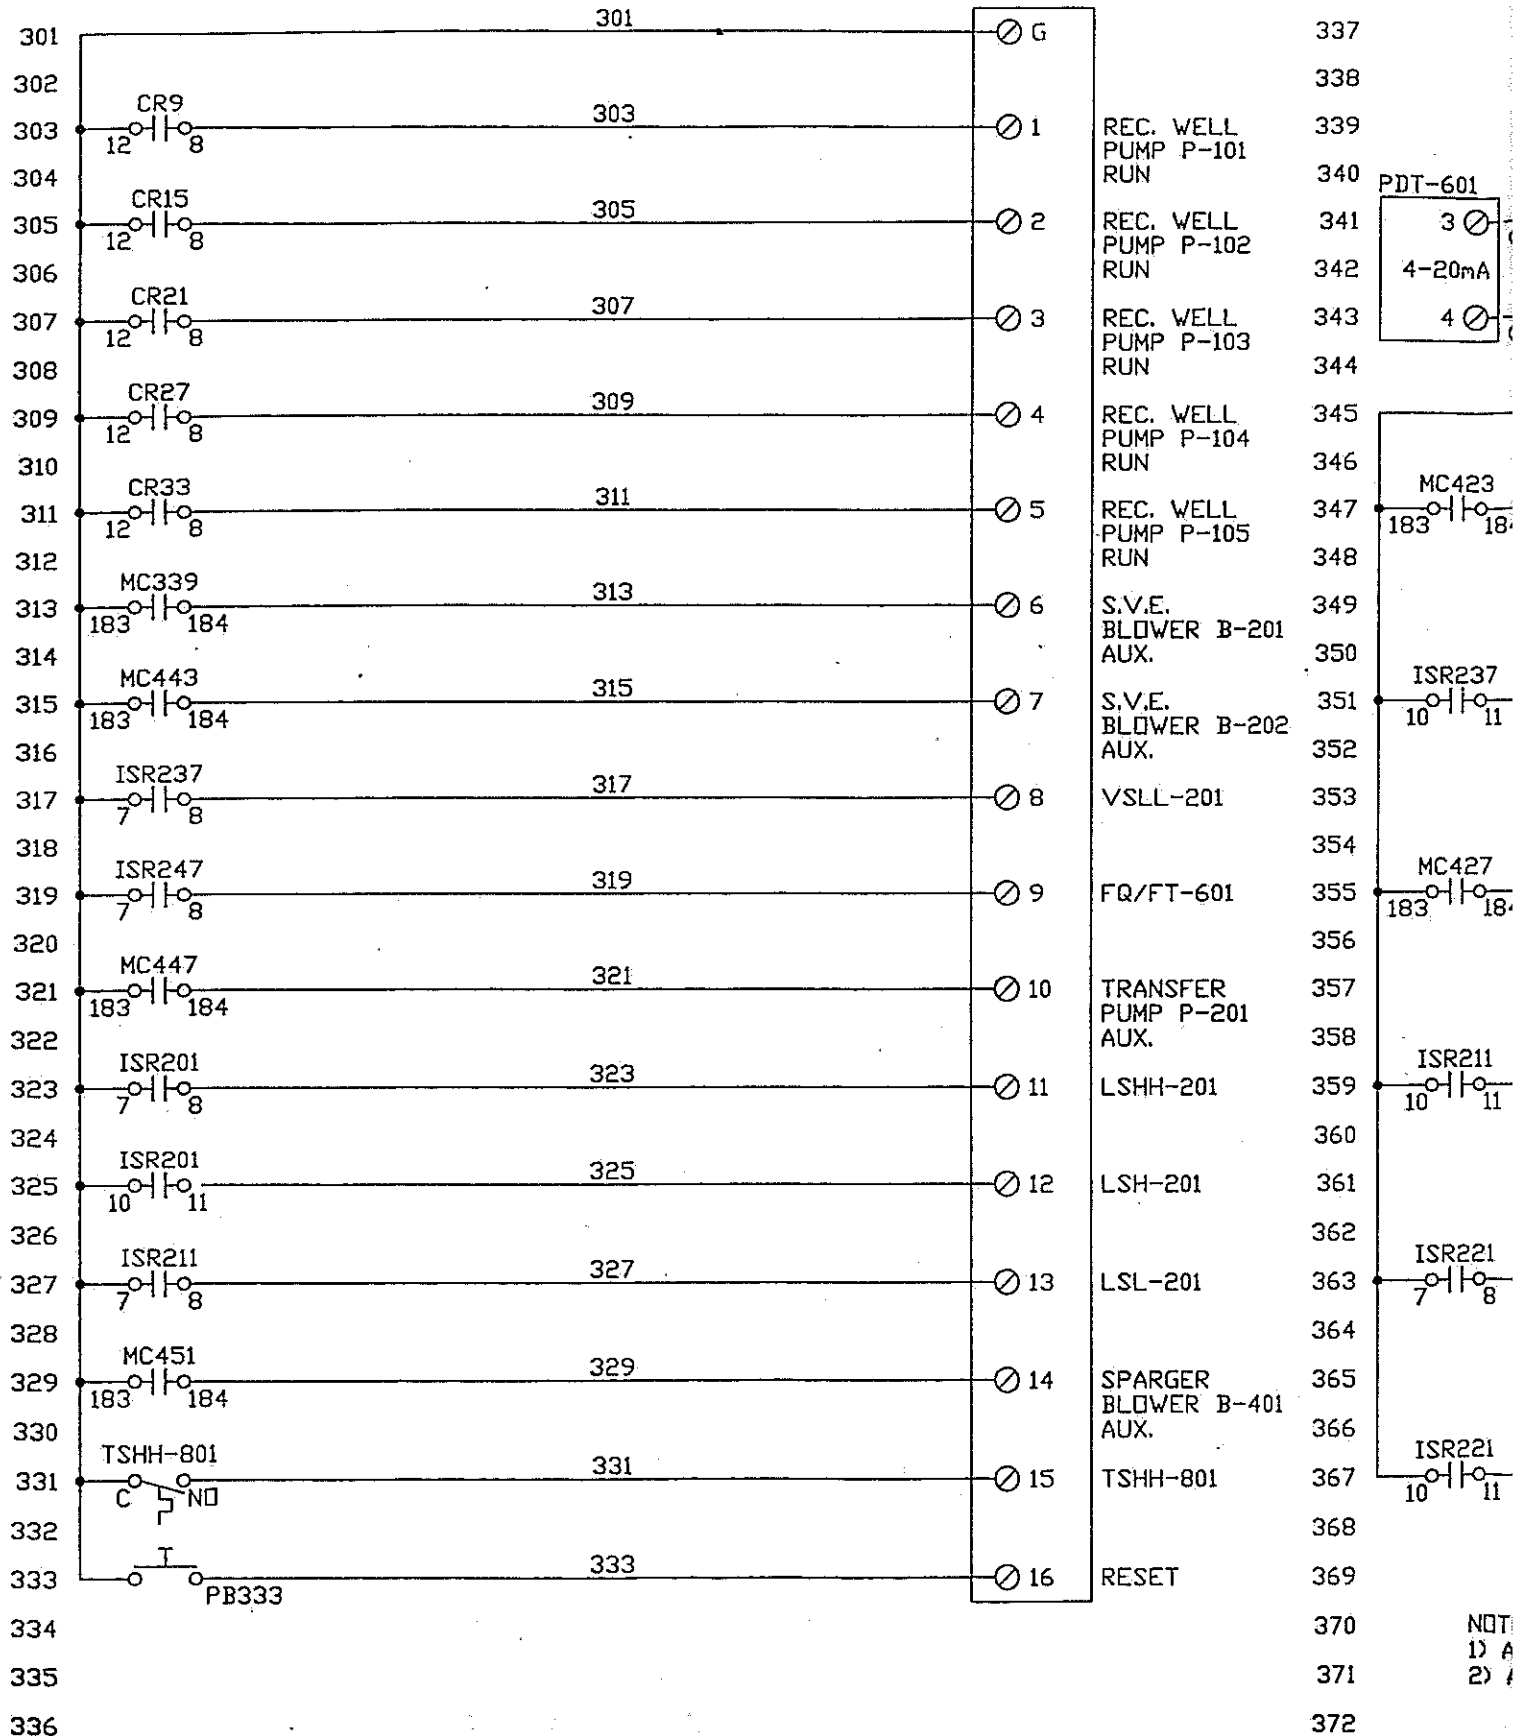 301 301 G 337
302 338
CR9
303 12 8 303 1 REC. WELL 339
PUMP P-101
304 RUN 340 PDT-601
CR15
305 12 8 305 2 REC. WELL 341 3
PUMP P-102
306 RUN 342 4-20mA
CR21
307 12 8 307 3 REC. WELL 343 4
PUMP P-103
308 RUN 344
CR27
309 12 8 309 4 REC. WELL 345
PUMP P-104
310 RUN 346
CR33 MC423
311 12 8 311 5 REC. WELL 347 183
PUMP P-105
312 RUN 348
MC339
313 183 184 313 6 S.V.E. 349
BLOWER B-201
314 AUX. 350
MC443 ISR237
315 183 184 315 7 S.V.E. 351 10 11
BLOWER B-202
316 AUX. 352
ISR237
317 7 8 317 8 VSLL-201 353
318 354
ISR247 MC427
319 7 8 319 9 FQ/FT-601 355 183
320 356
MC447
321 183 184 321 10 TRANSFER 357
PUMP P-201
322 AUX. 358
ISR201 ISR211
323 7 8 323 11 LSHH-201 359 10 11
324 360
ISR201
325 10 11 325 12 LSH-201 361
326 362
ISR211 ISR221
327 7 8 327 13 LSL-201 363 7 8
328 364
MC451
329 183 184 329 14 SPARGER 365
BLOWER B-401
330 AUX. 366
TSHH-801 ISR221
331 C NO 331 15 TSHH-801 367 10 11
332 368
333 PB333 333 16 RESET 369
334 370
1)
335 371 2)
336 372